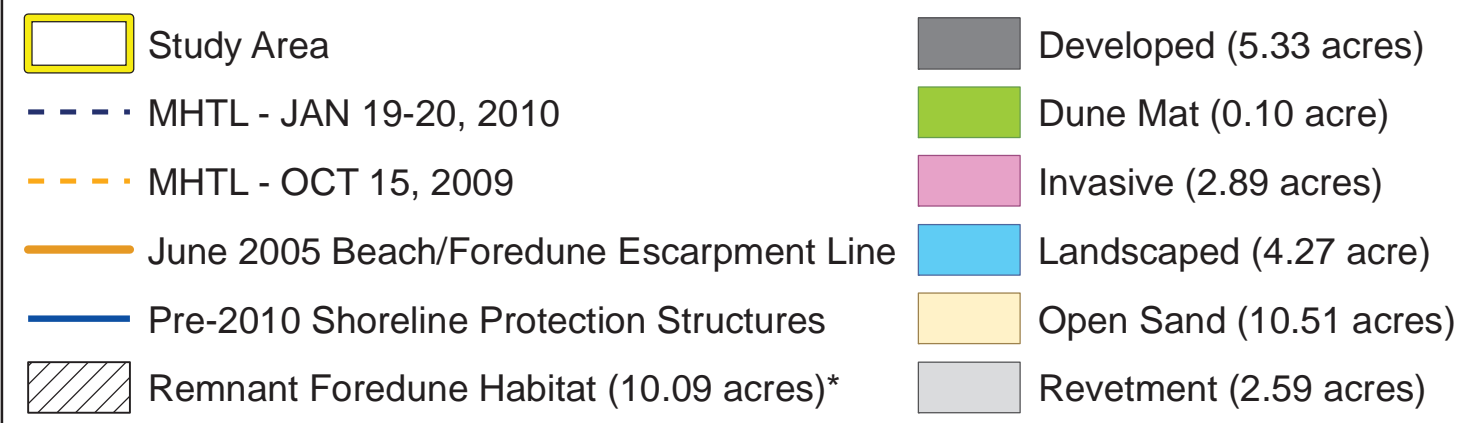 Study Area
MHTL - JAN 19-20, 2010
MHTL - OCT 15, 2009
June 2005 Beach/Foredune Escarpment Line
Pre-2010 Shoreline Protection Structures
Remnant Foredune Habitat (10.09 acres)*
Developed (5.33 acres)
Dune Mat (0.10 acre)
Invasive (2.89 acres)
Landscaped (4.27 acre)
Open Sand (10.51 acres)
Revetment (2.59 acres)